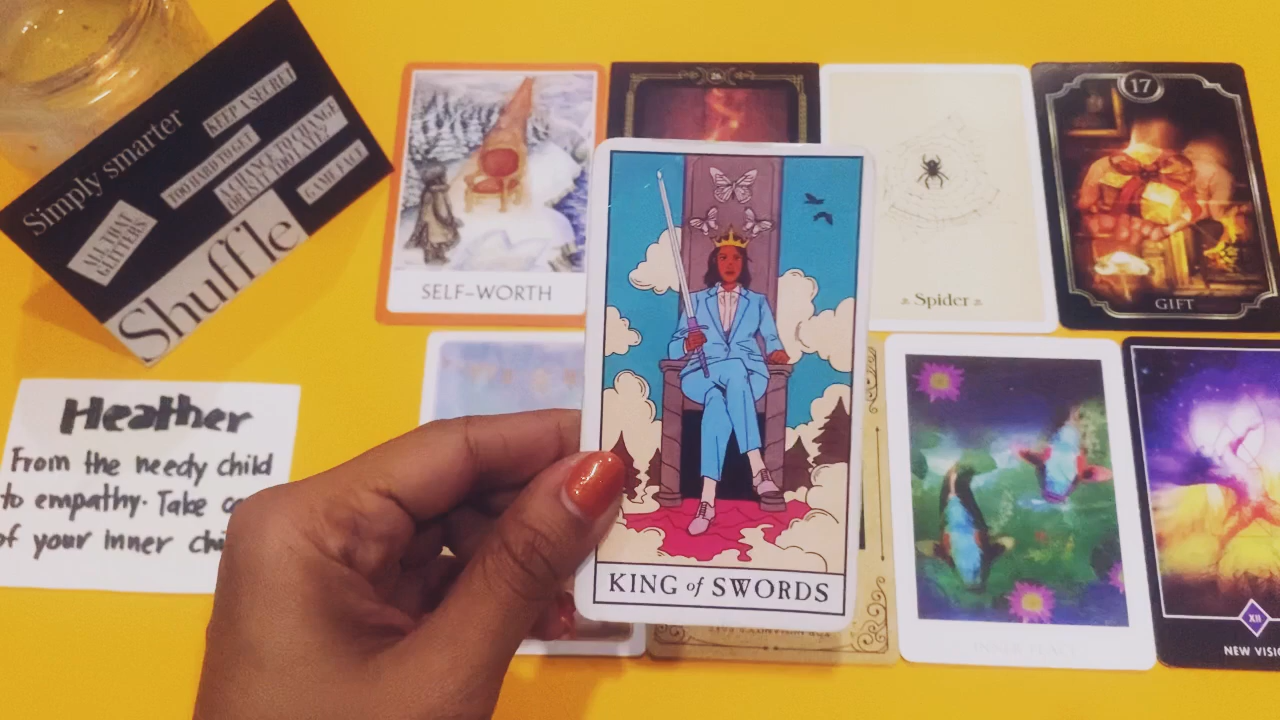 Simply smarter
KEEP A SECRET
TOO HARD TO GET
A CHANCE TO CHANGE
OR IS IT TOO LATE?
GAME FACE
ALL THAT
GLITTERS
Shuffle
SELF-WORTH
26
Spider
17
GIFT
Heather
From the needy child
to empathy. Take
of your inner
KING of SWORDS
XII
NEW